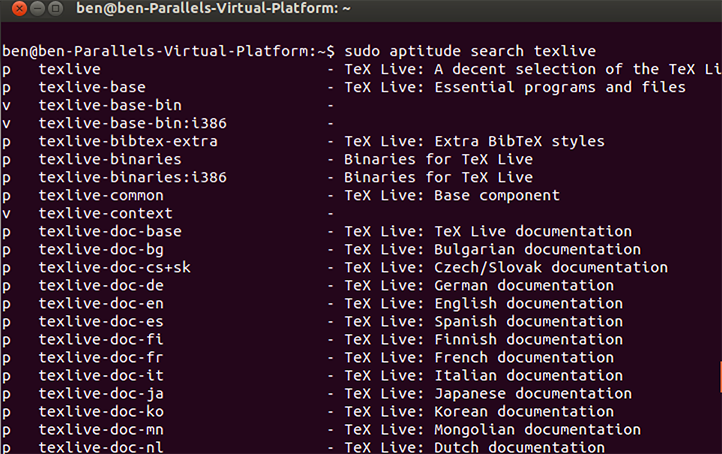 ben@ben-Parallels-Virtual-Platform: ~
ben@ben-Parallels-Virtual-Platform:~$ sudo aptitude search texlive
p texlive - TeX Live: A decent selection of the TeX Li
p texlive-base - TeX Live: Essential programs and files
v texlive-base-bin -
v texlive-base-bin:i386 -
p texlive-bibtex-extra - TeX Live: Extra BibTeX styles
p texlive-binaries - Binaries for TeX Live
p texlive-binaries:i386 - Binaries for TeX Live
p texlive-common - TeX Live: Base component
v texlive-context -
p texlive-doc-base - TeX Live: TeX Live documentation
p texlive-doc-bg - TeX Live: Bulgarian documentation
p texlive-doc-cs+sk - TeX Live: Czech/Slovak documentation
p texlive-doc-de - TeX Live: German documentation
p texlive-doc-en - TeX Live: English documentation
p texlive-doc-es - TeX Live: Spanish documentation
p texlive-doc-fi - TeX Live: Finnish documentation
p texlive-doc-fr - TeX Live: French documentation
p texlive-doc-it - TeX Live: Italian documentation
p texlive-doc-ja - TeX Live: Japanese documentation
p texlive-doc-ko - TeX Live: Korean documentation
p texlive-doc-mn - TeX Live: Mongolian documentation
p texlive-doc-nl - TeX Live: Dutch documentation